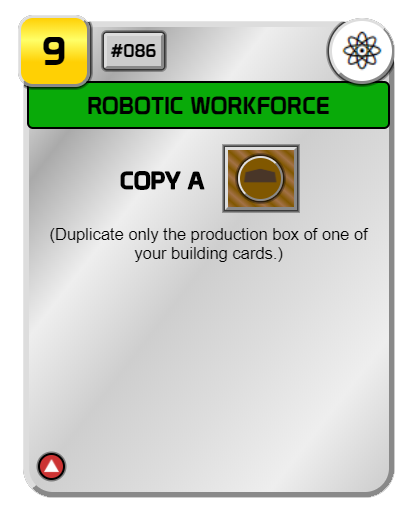 9
#086
ROBOTIC WORKFORCE
COPY A
(Duplicate only the production box of one of
your building cards.)